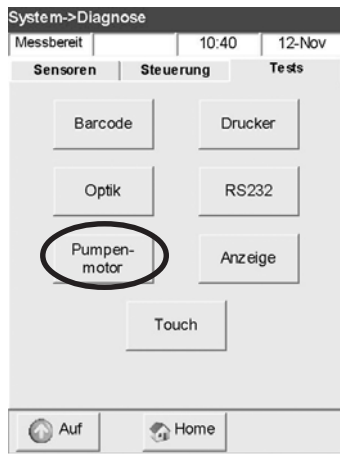 System->Diagnose
Messbereit 10:40 12-Nov
Sensoren Steuerung Tests
Barcode Drucker
Optik RS232
Pumpen-
motor Anzeige
Touch
Auf Home